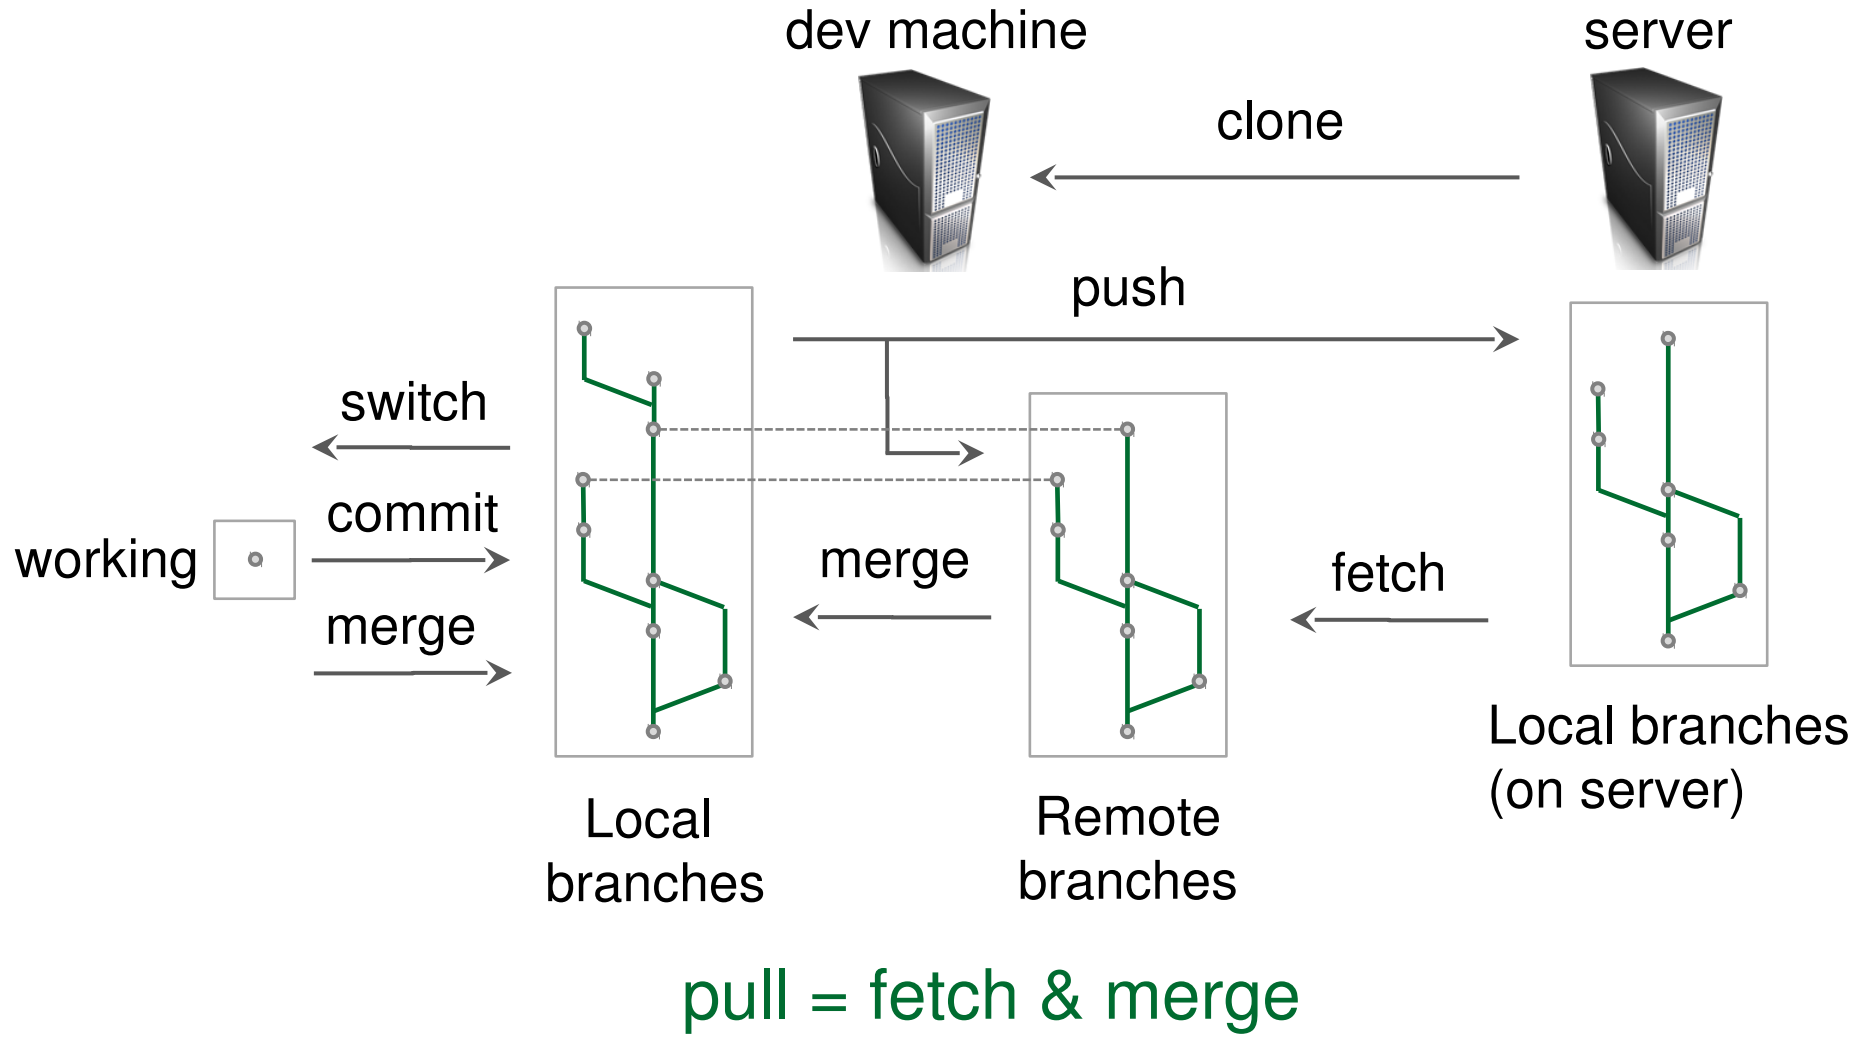 dev machine
server
clone
push
switch
commit
working
merge
merge
fetch
Local
branches
Remote
branches
Local branches
(on server)
pull = fetch & merge